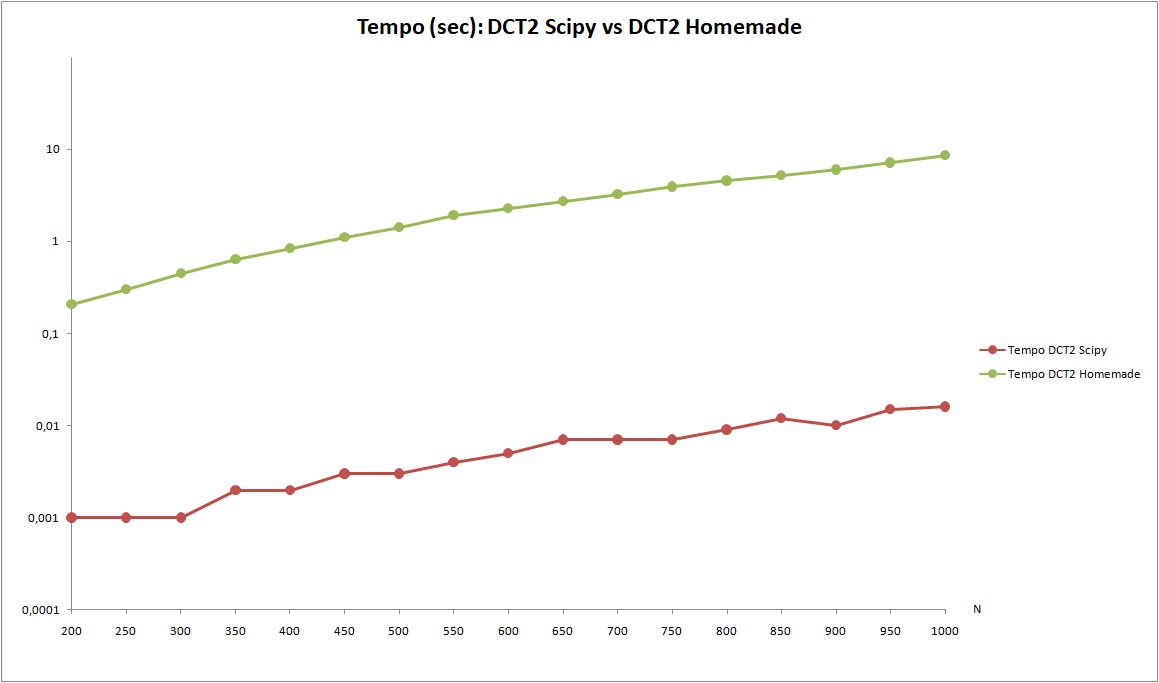 Tempo (sec): DCT2 Scipy vs DCT2 Homemade
10
1
0,1
0,01
0,001
0,0001
200 250 300 350 400 450 500 550 600 650 700 750 800 850 900 950 1000
N
Tempo DCT2 Scipy
Tempo DCT2 Homemade